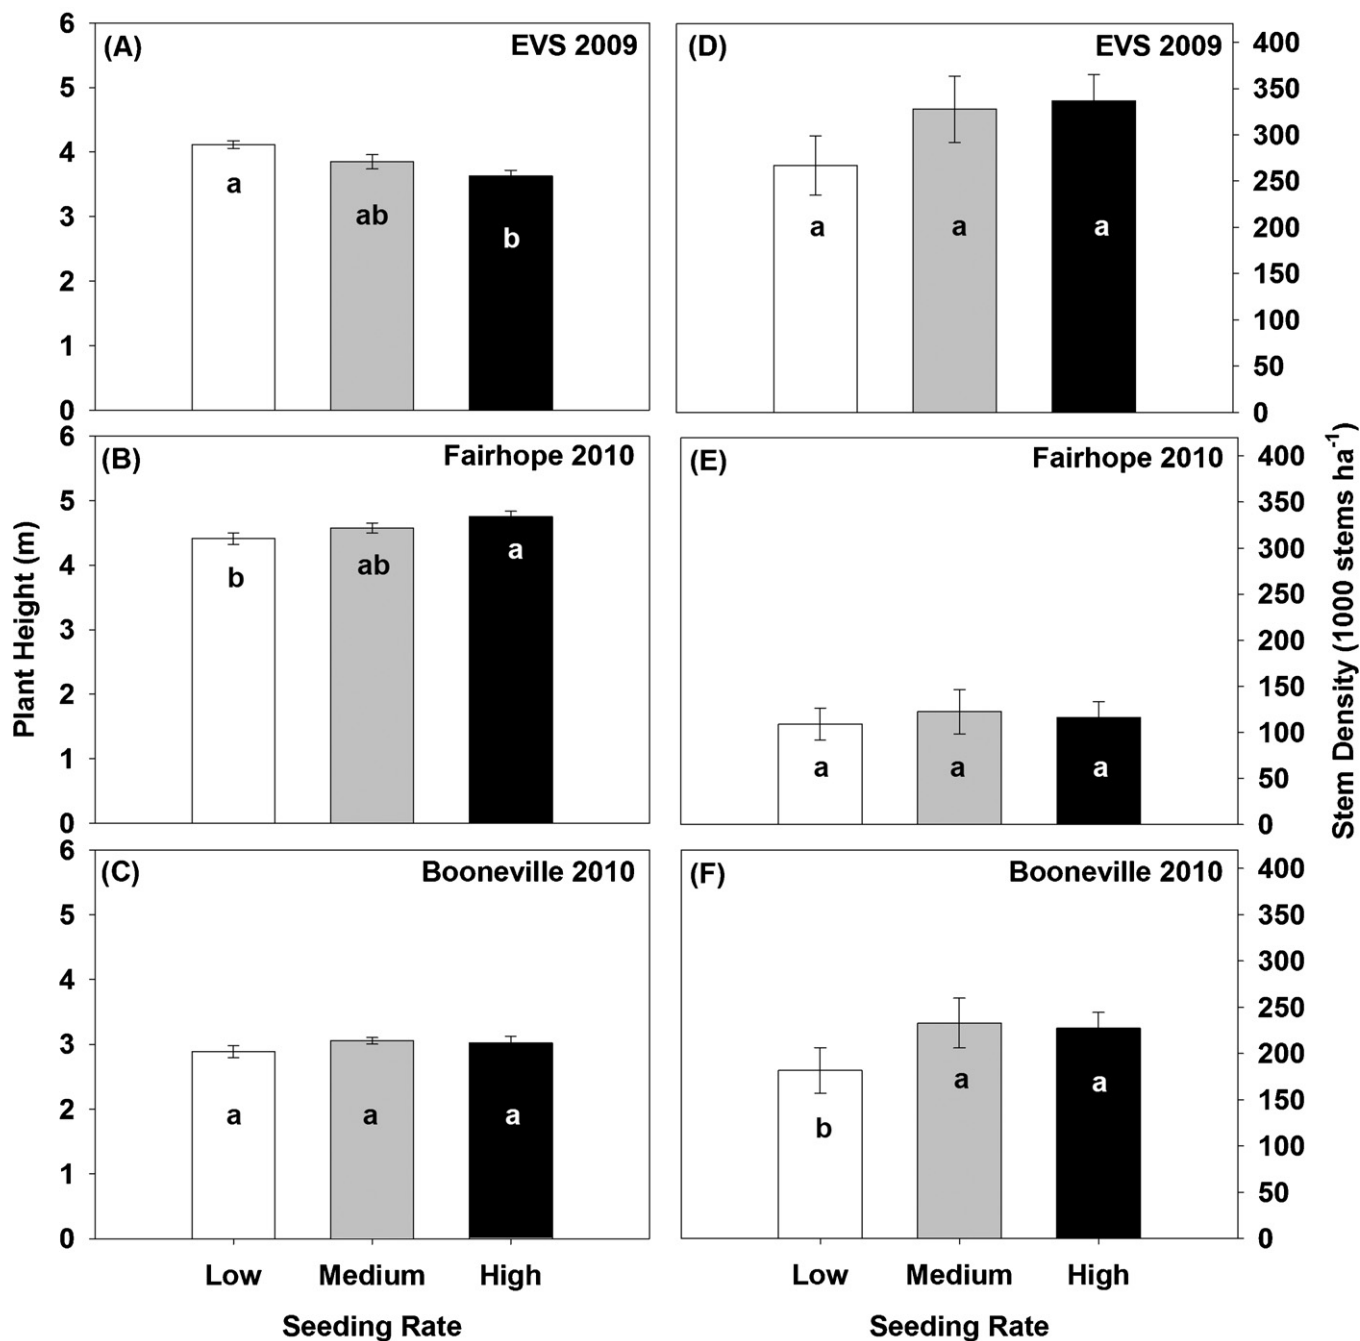 (A) EVS 2009
6
5
4
3
2
1
0
a
ab
b
(D) EVS 2009
400
350
300
250
200
150
100
50
0
a
a
a
(B) Fairhope 2010
6
5
4
3
2
1
0
b
ab
a
(E) Fairhope 2010
400
350
300
250
200
150
100
50
0
a
a
a
Plant Height (m)
Stem Density (1000 stems ha⁻¹)
(C) Booneville 2010
6
5
4
3
2
1
0
a
a
a
Low Medium High
Seeding Rate
(F) Booneville 2010
400
350
300
250
200
150
100
50
0
b
a
a
Low Medium High
Seeding Rate